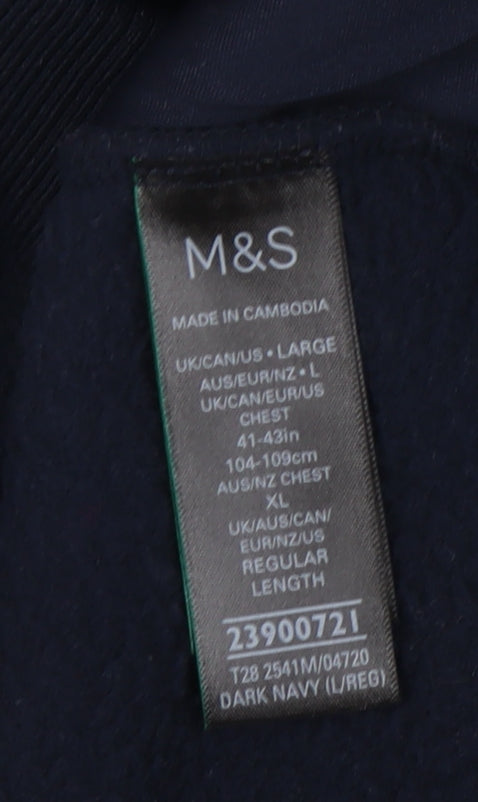 M&S
MADE IN CAMBODIA
UK/CAN/US • LARGE
AUS/EUR/NZ • L
UK/CAN/EUR/US
CHEST
41-43in
104-109cm
AUS/NZ CHEST
XL
UK/AUS/CAN/
EUR/NZ/US
REGULAR
LENGTH
23900721
T28 2541M/04720
DARK NAVY (L/REG)